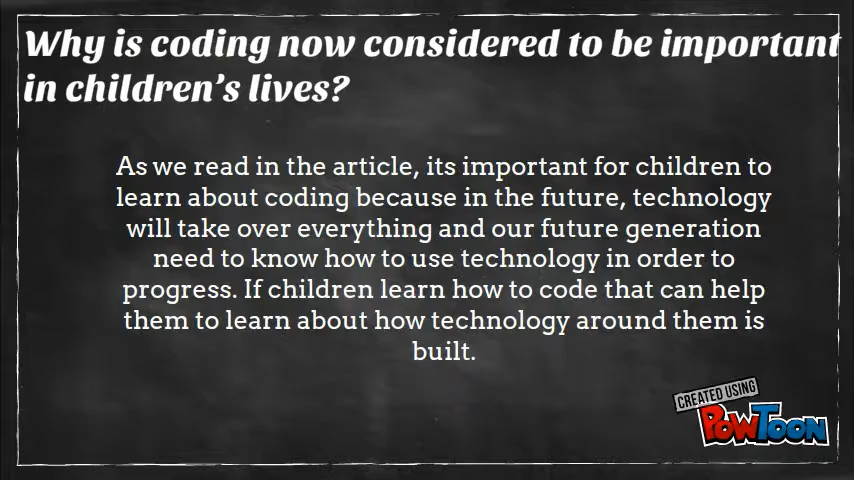 Why is coding now considered to be important
in children's lives?
As we read in the article, its important for children to
learn about coding because in the future, technology
will take over everything and our future generation
need to know how to use technology in order to
progress. If children learn how to code that can help
them to learn about how technology around them is
built.
CREATED USING
POWTOON